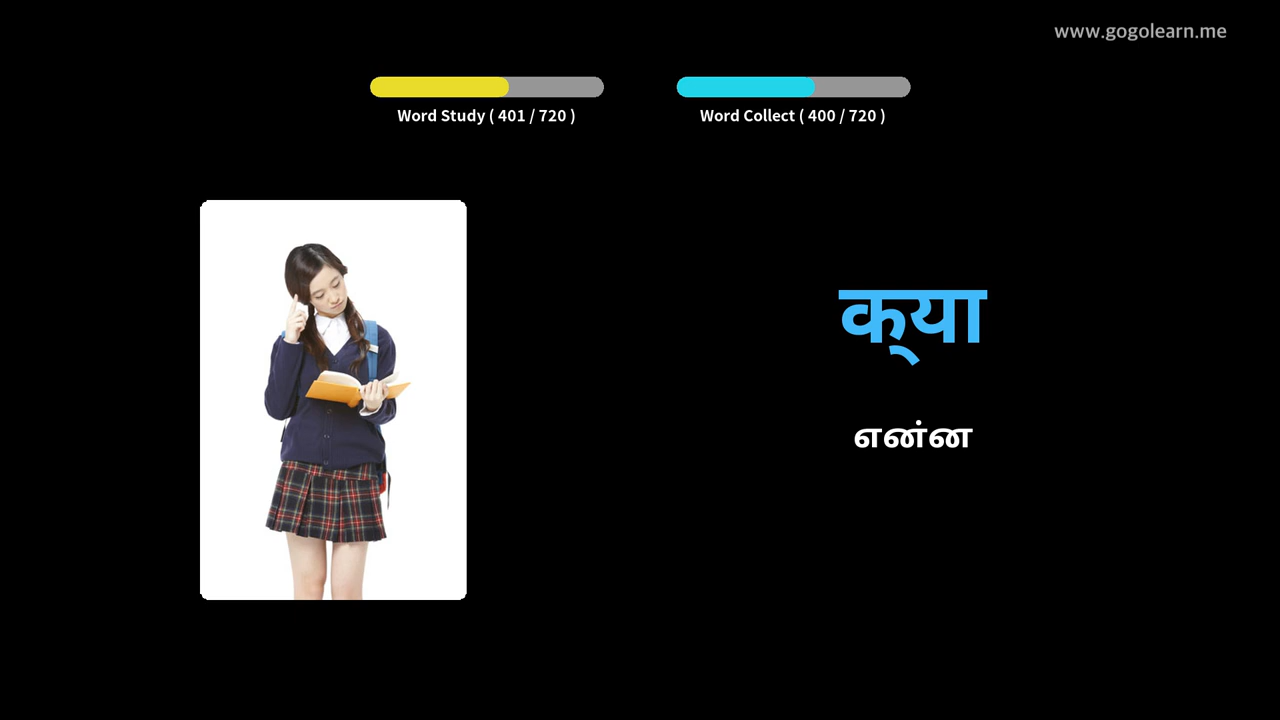 www.gogolearn.me
Word Study ( 401 / 720 )
Word Collect ( 400 / 720 )
क्या
என்ன